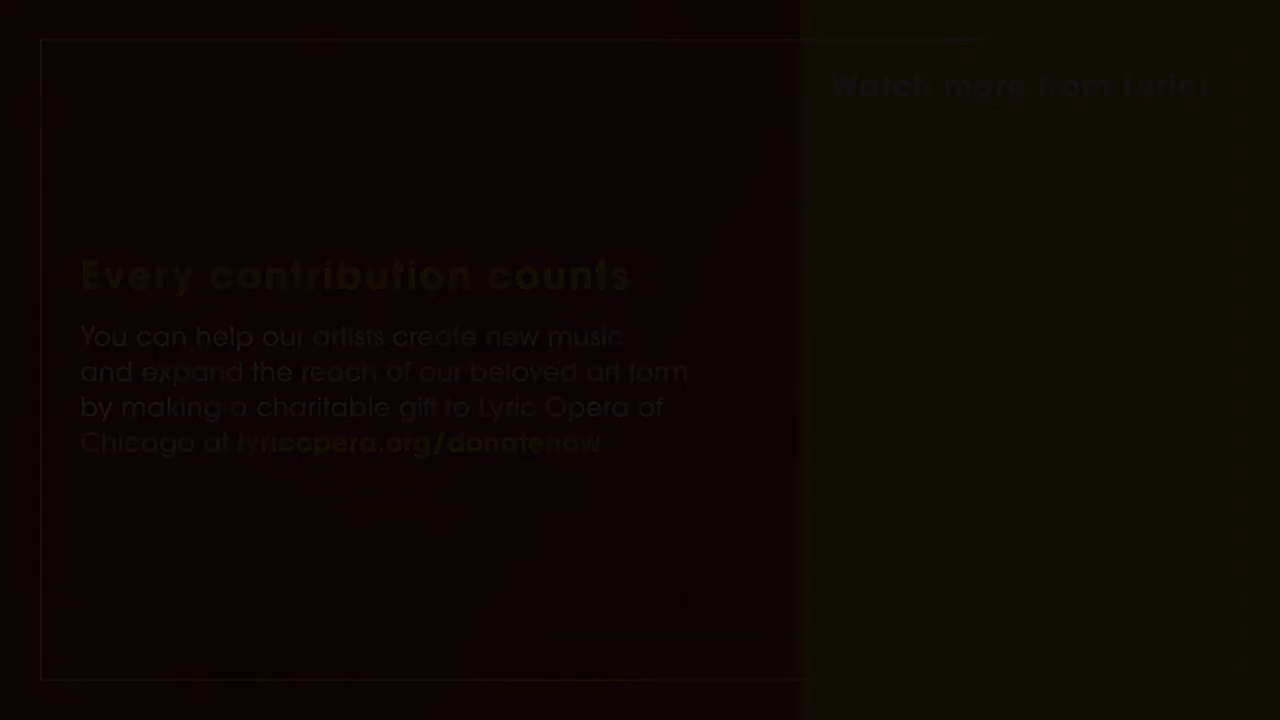 Watch more from Lyric!
Every contribution counts
You can help our artists create new music
and expand the reach of our beloved art form
by making a charitable gift to Lyric Opera of
Chicago at lyricopera.org/donatenow